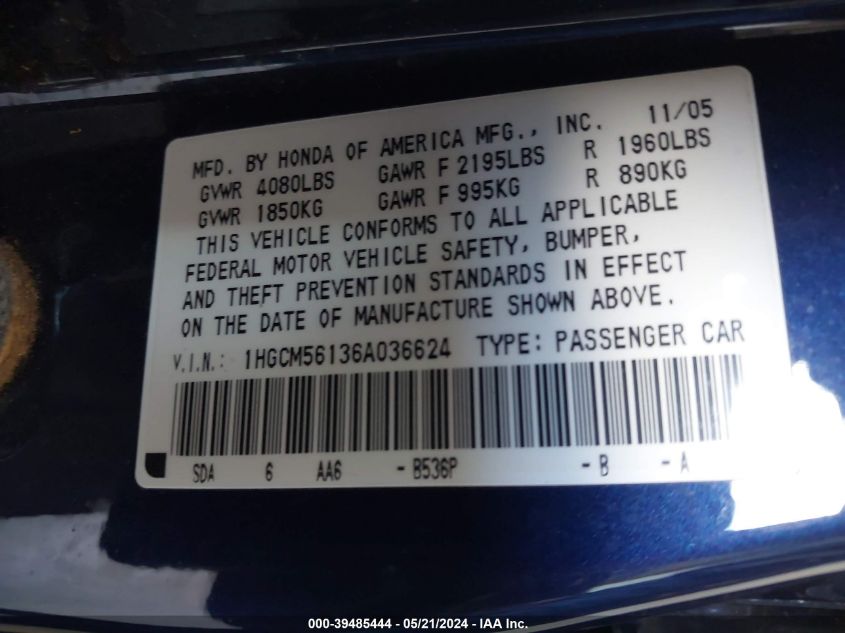 MFD. BY HONDA OF AMERICA MFG., INC. 11/05
GVWR 4080LBS GAWR F 2195LBS R 1960LBS
GVWR 1850KG GAWR F 995KG R 890KG
THIS VEHICLE CONFORMS TO ALL APPLICABLE
FEDERAL MOTOR VEHICLE SAFETY, BUMPER,
AND THEFT PREVENTION STANDARDS IN EFFECT
ON THE DATE OF MANUFACTURE SHOWN ABOVE.
V.I.N.: 1HGCM56136A036624 TYPE: PASSENGER CAR
SDA 6 AA6 - B536P - B - A
000-39485444 - 05/21/2024 - IAA Inc.